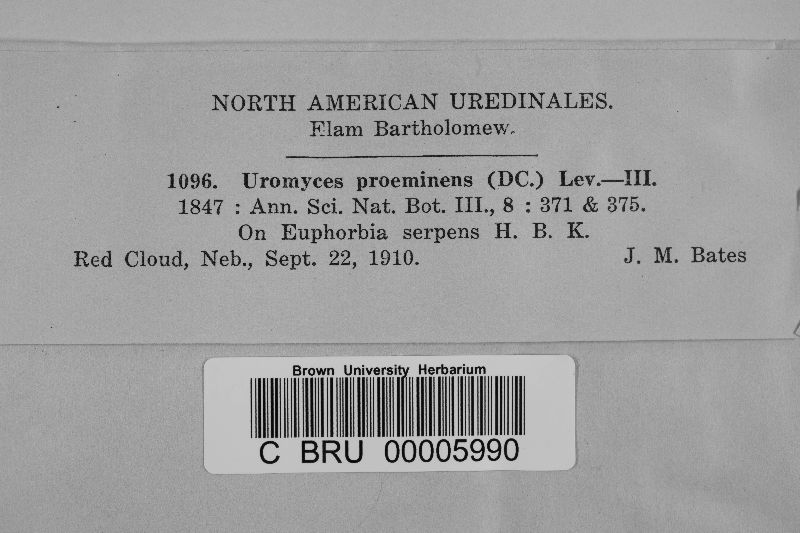 NORTH AMERICAN UREDINALES.
Elam Bartholomew.
1096. Uromyces proeminens (DC.) Lev.—III.
1847 : Ann. Sci. Nat. Bot. III., 8 : 371 & 375.
On Euphorbia serpens H. B. K.
Red Cloud, Neb., Sept. 22, 1910. J. M. Bates
Brown University Herbarium
C BRU 00005990